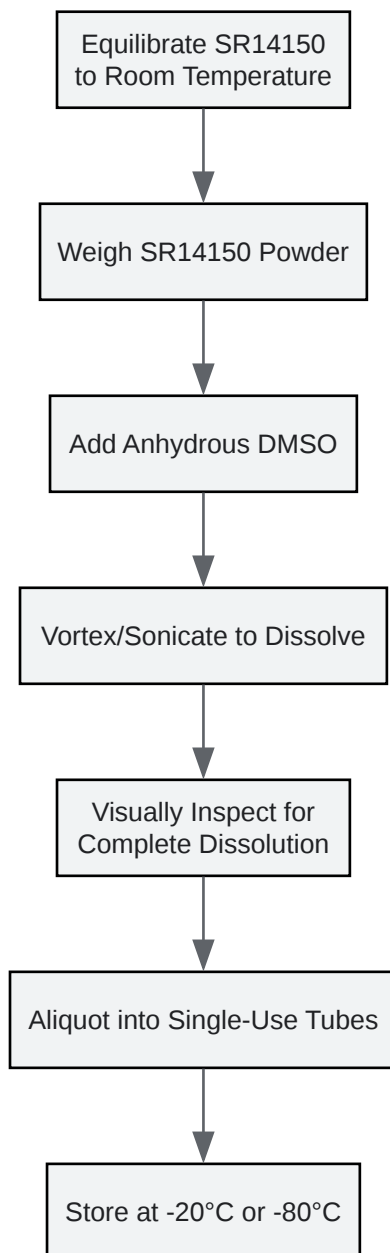 Equilibrate SR14150
to Room Temperature
Weigh SR14150 Powder
Add Anhydrous DMSO
Vortex/Sonicate to Dissolve
Visually Inspect for
Complete Dissolution
Aliquot into Single-Use Tubes
Store at -20°C or -80°C